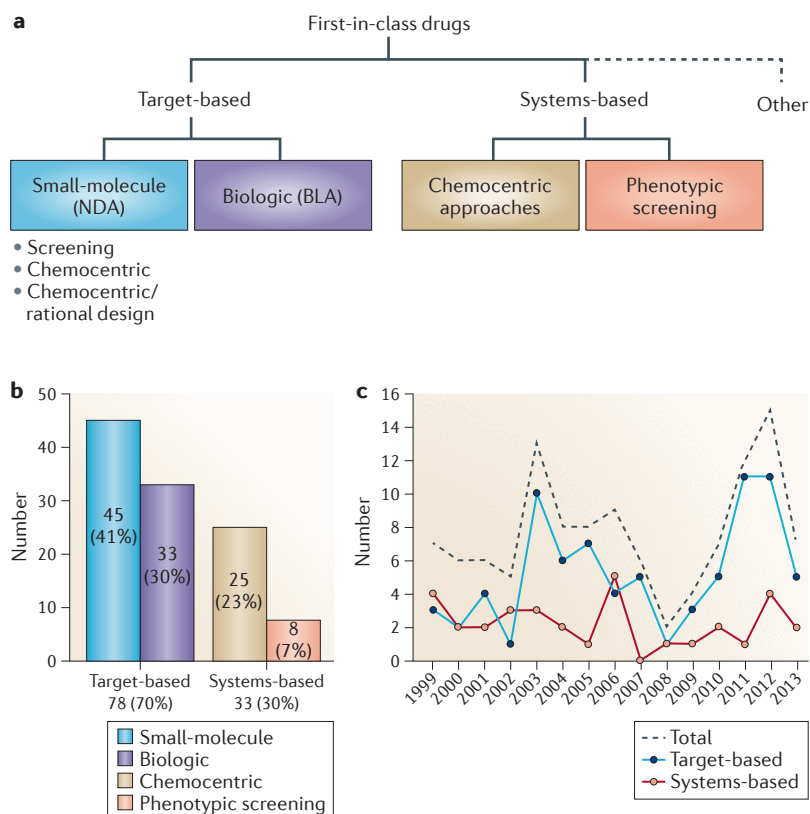 a
First-in-class drugs
Target-based
Systems-based
Other
Small-molecule
(NDA)
Biologic (BLA)
Chemocentric
approaches
Phenotypic
screening
• Screening
• Chemocentric
• Chemocentric/
rational design
b
50
40
30
20
10
0
Number
45
(41%)
33
(30%)
25
(23%)
8
(7%)
Target-based
78 (70%)
Systems-based
33 (30%)
Small-molecule
Biologic
Chemocentric
Phenotypic screening
c
16
14
12
10
8
6
4
2
0
Number
1999
2000
2001
2002
2003
2004
2005
2006
2007
2008
2009
2010
2011
2012
2013
Total
Target-based
Systems-based